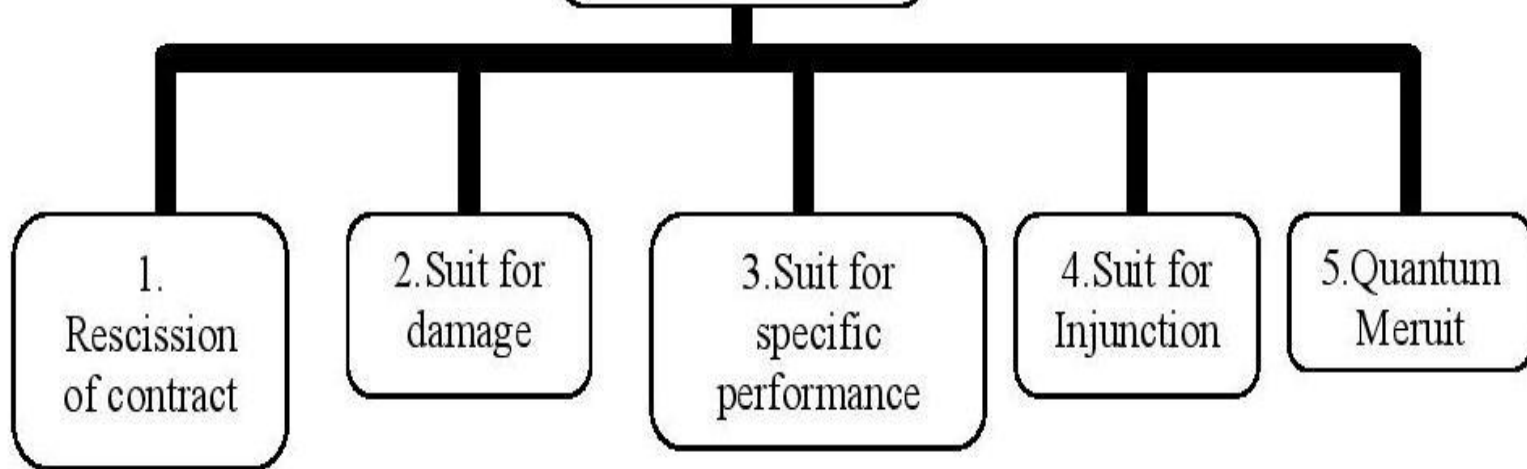 1.
Rescission
of contract
2.Suit for
damage
3.Suit for
specific
performance
4.Suit for
Injunction
5.Quantum
Meruit